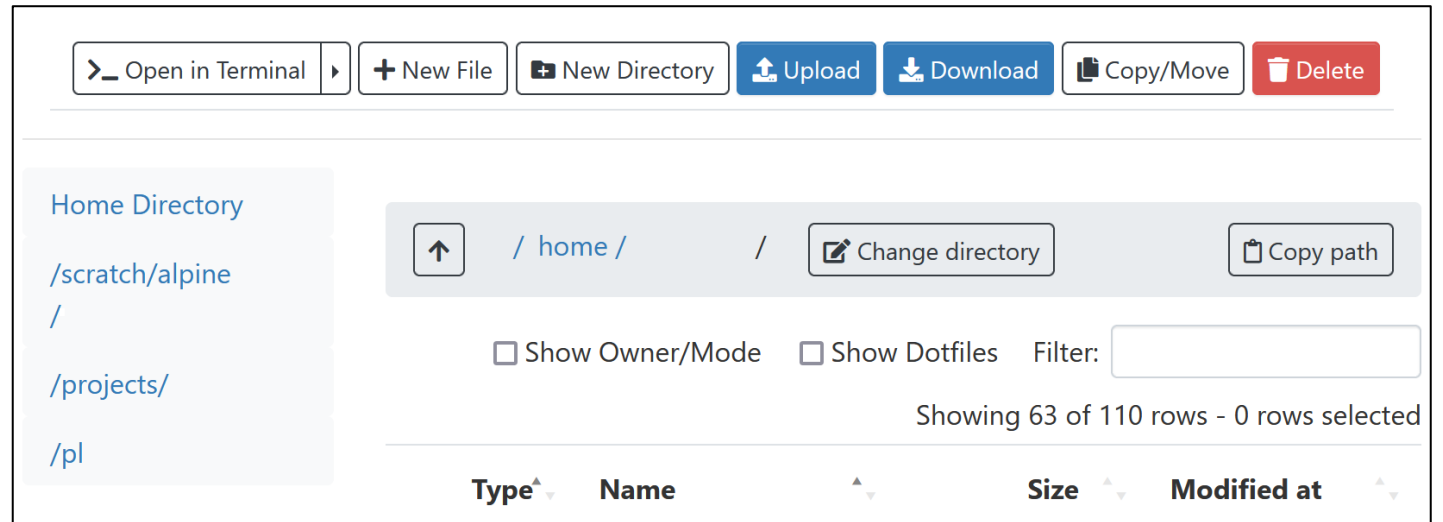 Open in Terminal New File New Directory Upload Download Copy/Move Delete
Home Directory
/scratch/alpine
/
/projects/
/pl
/ home / / Change directory Copy path
Show Owner/Mode Show Dotfiles Filter:
Showing 63 of 110 rows - 0 rows selected
Type Name Size Modified at